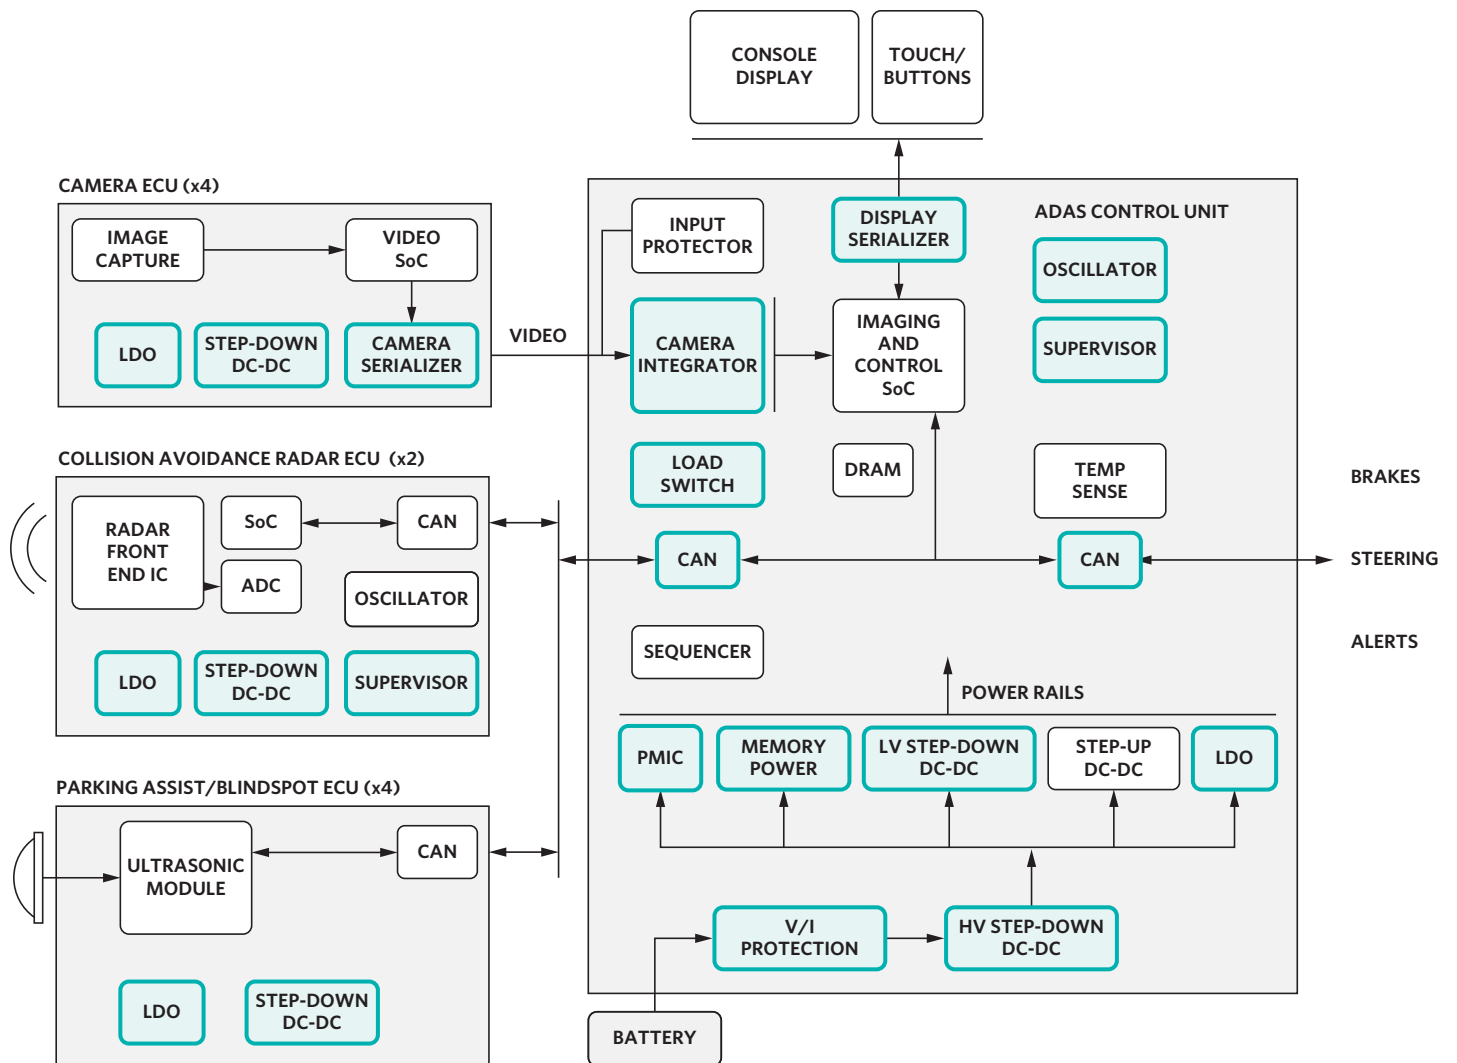 CONSOLE
DISPLAY
TOUCH/
BUTTONS
CAMERA ECU (x4)
IMAGE
CAPTURE
VIDEO
SoC
LDO
STEP-DOWN
DC-DC
CAMERA
SERIALIZER
VIDEO
INPUT
PROTECTOR
DISPLAY
SERIALIZER
ADAS CONTROL UNIT
OSCILLATOR
SUPERVISOR
CAMERA
INTEGRATOR
IMAGING
AND
CONTROL
SoC
LOAD
SWITCH
DRAM
TEMP
SENSE
CAN
CAN
BRAKES
STEERING
ALERTS
COLLISION AVOIDANCE RADAR ECU (x2)
RADAR
FRONT
END IC
SoC
CAN
ADC
OSCILLATOR
LDO
STEP-DOWN
DC-DC
SUPERVISOR
SEQUENCER
POWER RAILS
PMIC
MEMORY
POWER
LV STEP-DOWN
DC-DC
STEP-UP
DC-DC
LDO
PARKING ASSIST/BLINDSPOT ECU (x4)
ULTRASONIC
MODULE
CAN
LDO
STEP-DOWN
DC-DC
V/I
PROTECTION
HV STEP-DOWN
DC-DC
BATTERY